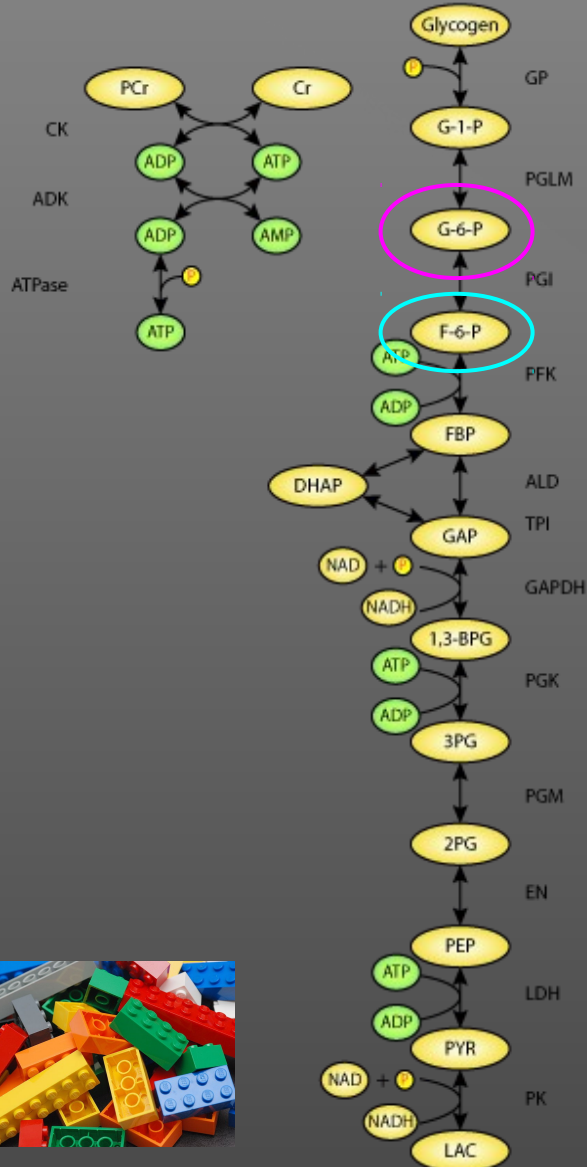 Glycogen
P
GP
PCr
Cr
G-1-P
CK
ADP
ATP
PGLM
ADK
G-6-P
ADP
AMP
PGI
ATPase
P
F-6-P
ATP
ATP
PFK
ADP
FBP
DHAP
ALD
TPI
GAP
NAD + P
GAPDH
NADH
1,3-BPG
ATP
PGK
ADP
3PG
PGM
2PG
EN
PEP
ATP
LDH
ADP
PYR
NAD + P
PK
NADH
LAC